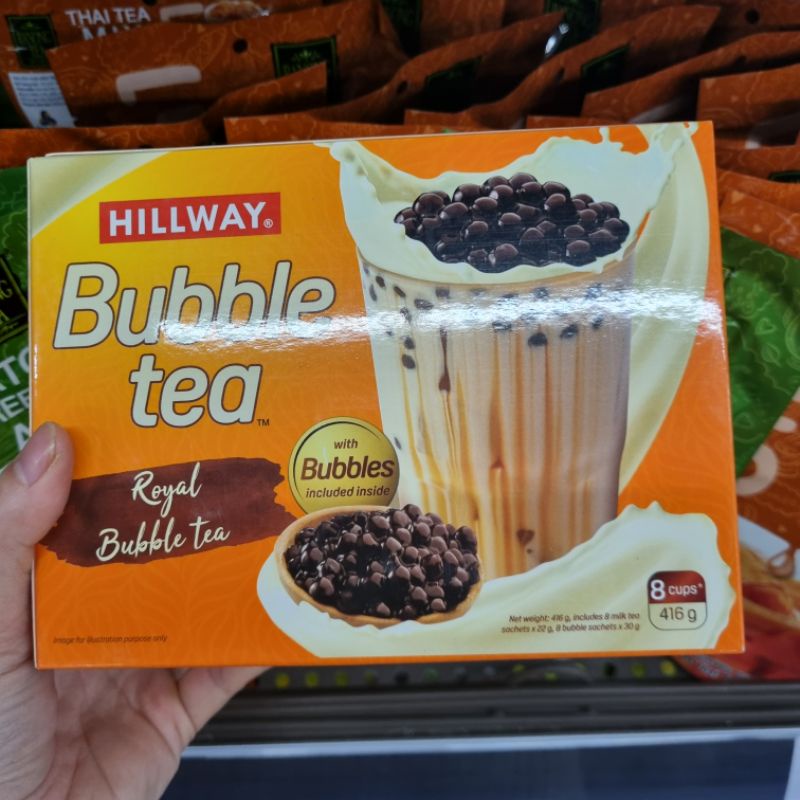 THAI TEA
HILLWAY®
Bubble
tea™
Royal
Bubble tea
with
Bubbles
included inside
8 cups*
416 g
Net weight: 416 g, includes 8 milk tea
sachets x 22 g, 8 bubble sachets x 30 g
Image for illustration purpose only